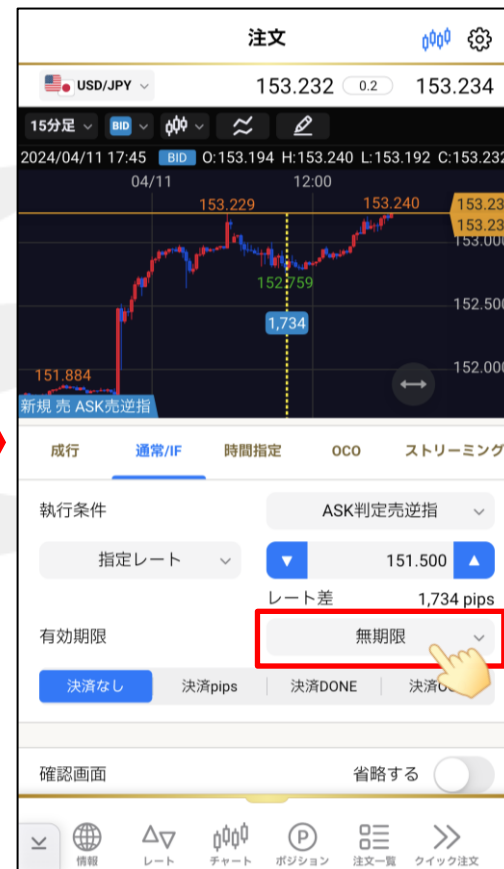 注文
USD/JPY 153.232 0.2 153.234
15分足 BID
2024/04/11 17:45 BID O:153.194 H:153.240 L:153.192 C:153.232
04/11 12:00
153.229 153.240 153.23
153.23
153.000
152.759
152.500
1,734
152.000
151.884
新規 売 ASK売逆指
成行 通常/IF 時間指定 OCO ストリーミング
執行条件 ASK判定売逆指
指定レート ▼ 151.500 ▲
レート差 1,734 pips
有効期限 無期限
決済なし 決済pips 決済DONE 決済O
確認画面 省略する
情報 レート チャート P ポジション 注文一覧 クイック注文